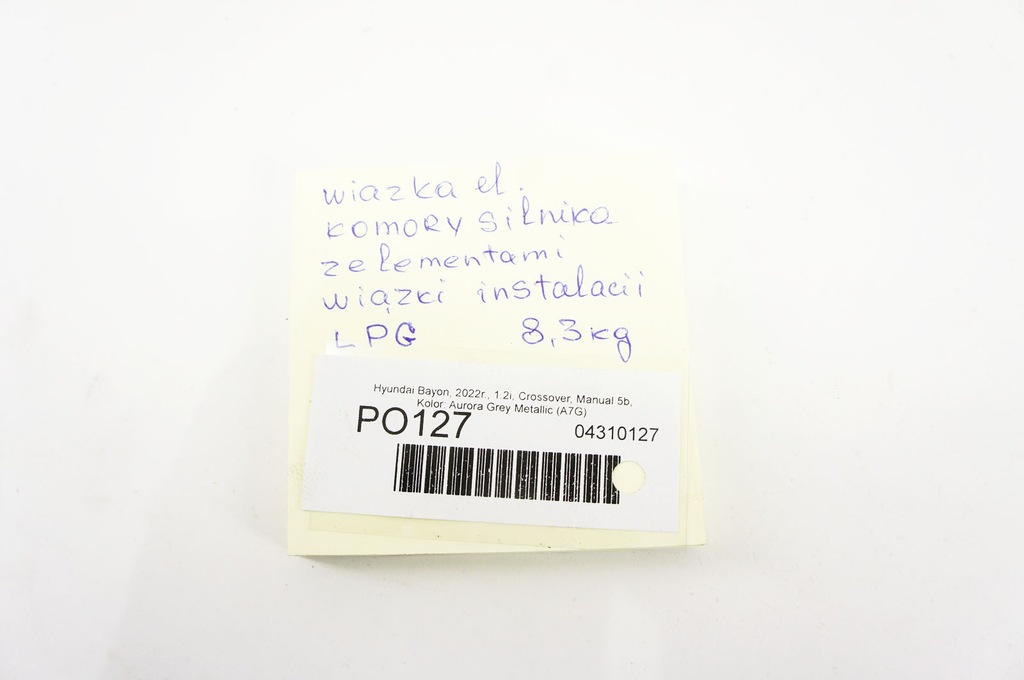 wiazka el.
komory silnika
z elementami
wiązki instalacii
LPG 8,3kg
Hyundai Bayon, 2022r., 1.2i, Crossover, Manual 5b,
Kolor: Aurora Grey Metallic (A7G)
PO127 04310127